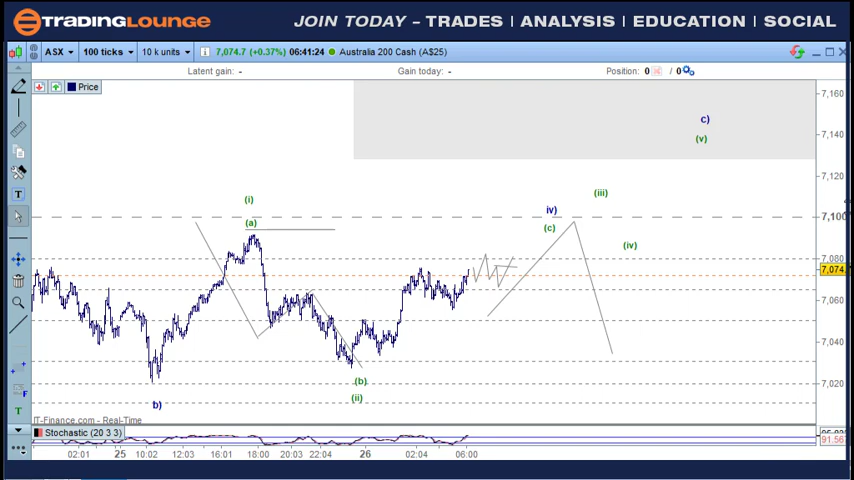 TRADINGLOUNGE
JOIN TODAY - TRADES | ANALYSIS | EDUCATION | SOCIAL
ASX 100 ticks 10 k units i 7,074.7 (+0.37%) 06:41:24 Australia 200 Cash (A$25)
Latent gain: - Gain today: - Position: 0 / 0
Price
7,160
c)
7,140
(v)
7,120
(i)
(iii)
iv)
7,100
(a)
(c)
(iv)
7,080
7,074.
7,060
7,040
(b)
7,020
(ii)
b)
IT-Finance.com - Real-Time
Stochastic (20 3 3)
91.567
02:01 25 10:02 12:03 16:01 18:00 20:03 22:04 26 02:04 06:00
T
F
T